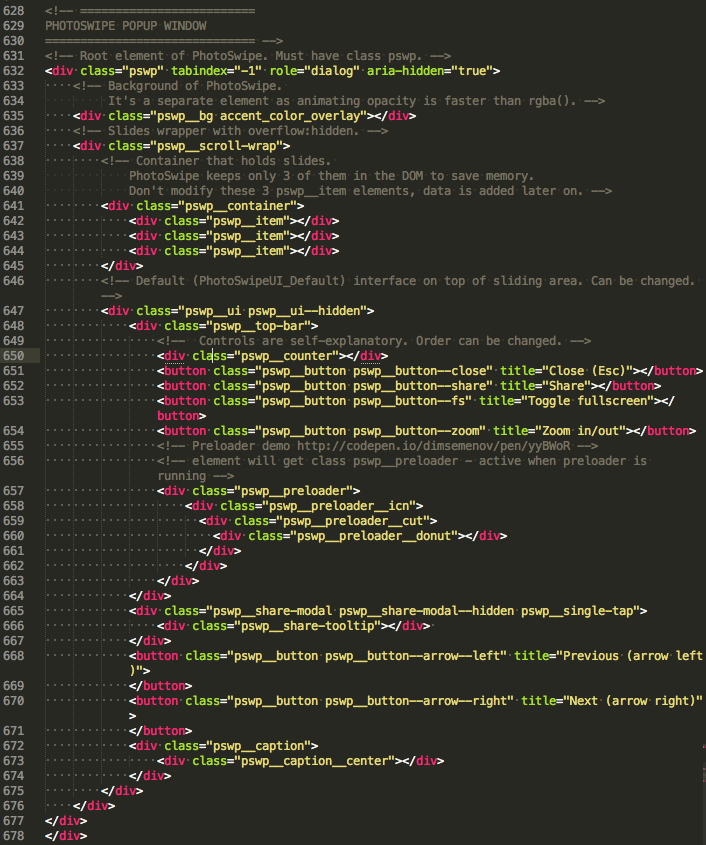 628 <!-- =========================
629 PHOTOSWIPE POPUP WINDOW
630 ============================== -->
631 <!-- Root element of PhotoSwipe. Must have class pswp. -->
632 <div class="pswp" tabindex="-1" role="dialog" aria-hidden="true">
633 <!-- Background of PhotoSwipe.
634 It's a separate element as animating opacity is faster than rgba(). -->
635 <div class="pswp__bg accent_color_overlay"></div>
636 <!-- Slides wrapper with overflow:hidden. -->
637 <div class="pswp__scroll-wrap">
638 <!-- Container that holds slides.
639 PhotoSwipe keeps only 3 of them in the DOM to save memory.
640 Don't modify these 3 pswp__item elements, data is added later on. -->
641 <div class="pswp__container">
642 <div class="pswp__item"></div>
643 <div class="pswp__item"></div>
644 <div class="pswp__item"></div>
645 </div>
646 <!-- Default (PhotoSwipeUI_Default) interface on top of sliding area. Can be changed.
-->
647 <div class="pswp__ui pswp__ui--hidden">
648 <div class="pswp__top-bar">
649 <!--  Controls are self-explanatory. Order can be changed. -->
650 <div class="pswp__counter"></div>
651 <button class="pswp__button pswp__button--close" title="Close (Esc)"></button>
652 <button class="pswp__button pswp__button--share" title="Share"></button>
653 <button class="pswp__button pswp__button--fs" title="Toggle fullscreen"></
button>
654 <button class="pswp__button pswp__button--zoom" title="Zoom in/out"></button>
655 <!-- Preloader demo http://codepen.io/dimsemenov/pen/yyBWoR -->
656 <!-- element will get class pswp__preloader - active when preloader is
running -->
657 <div class="pswp__preloader">
658 <div class="pswp__preloader__icn">
659 <div class="pswp__preloader__cut">
660 <div class="pswp__preloader__donut"></div>
661 </div>
662 </div>
663 </div>
664 </div>
665 <div class="pswp__share-modal pswp__share-modal--hidden pswp__single-tap">
666 <div class="pswp__share-tooltip"></div>
667 </div>
668 <button class="pswp__button pswp__button--arrow--left" title="Previous (arrow left
)">
669 </button>
670 <button class="pswp__button pswp__button--arrow--right" title="Next (arrow right)"
>
671 </button>
672 <div class="pswp__caption">
673 <div class="pswp__caption__center"></div>
674 </div>
675 </div>
676 </div>
677 </div>
678 </div>